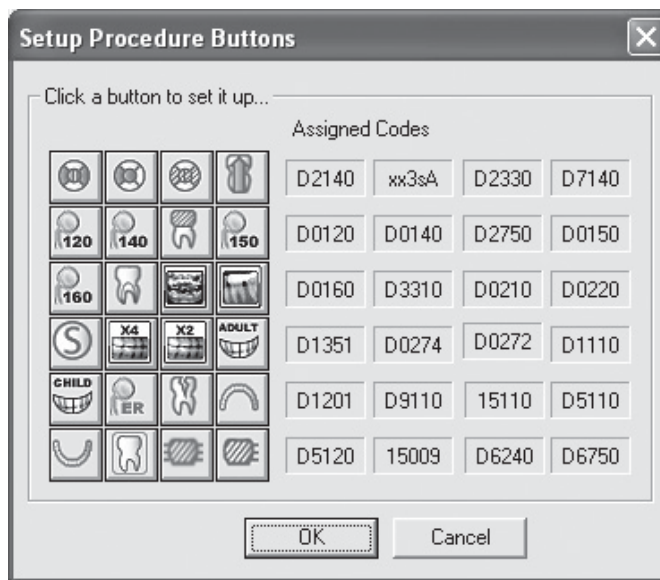 Setup Procedure Buttons
Click a button to set it up...
Assigned Codes
D2140 xx3sA D2330 D7140
120 140 150 D0120 D0140 D2750 D0150
160 D0160 D3310 D0210 D0220
S X4 X2 ADULT D1351 D0274 D0272 D1110
CHILD ER D1201 D9110 15110 D5110
D5120 15009 D6240 D6750
OK Cancel